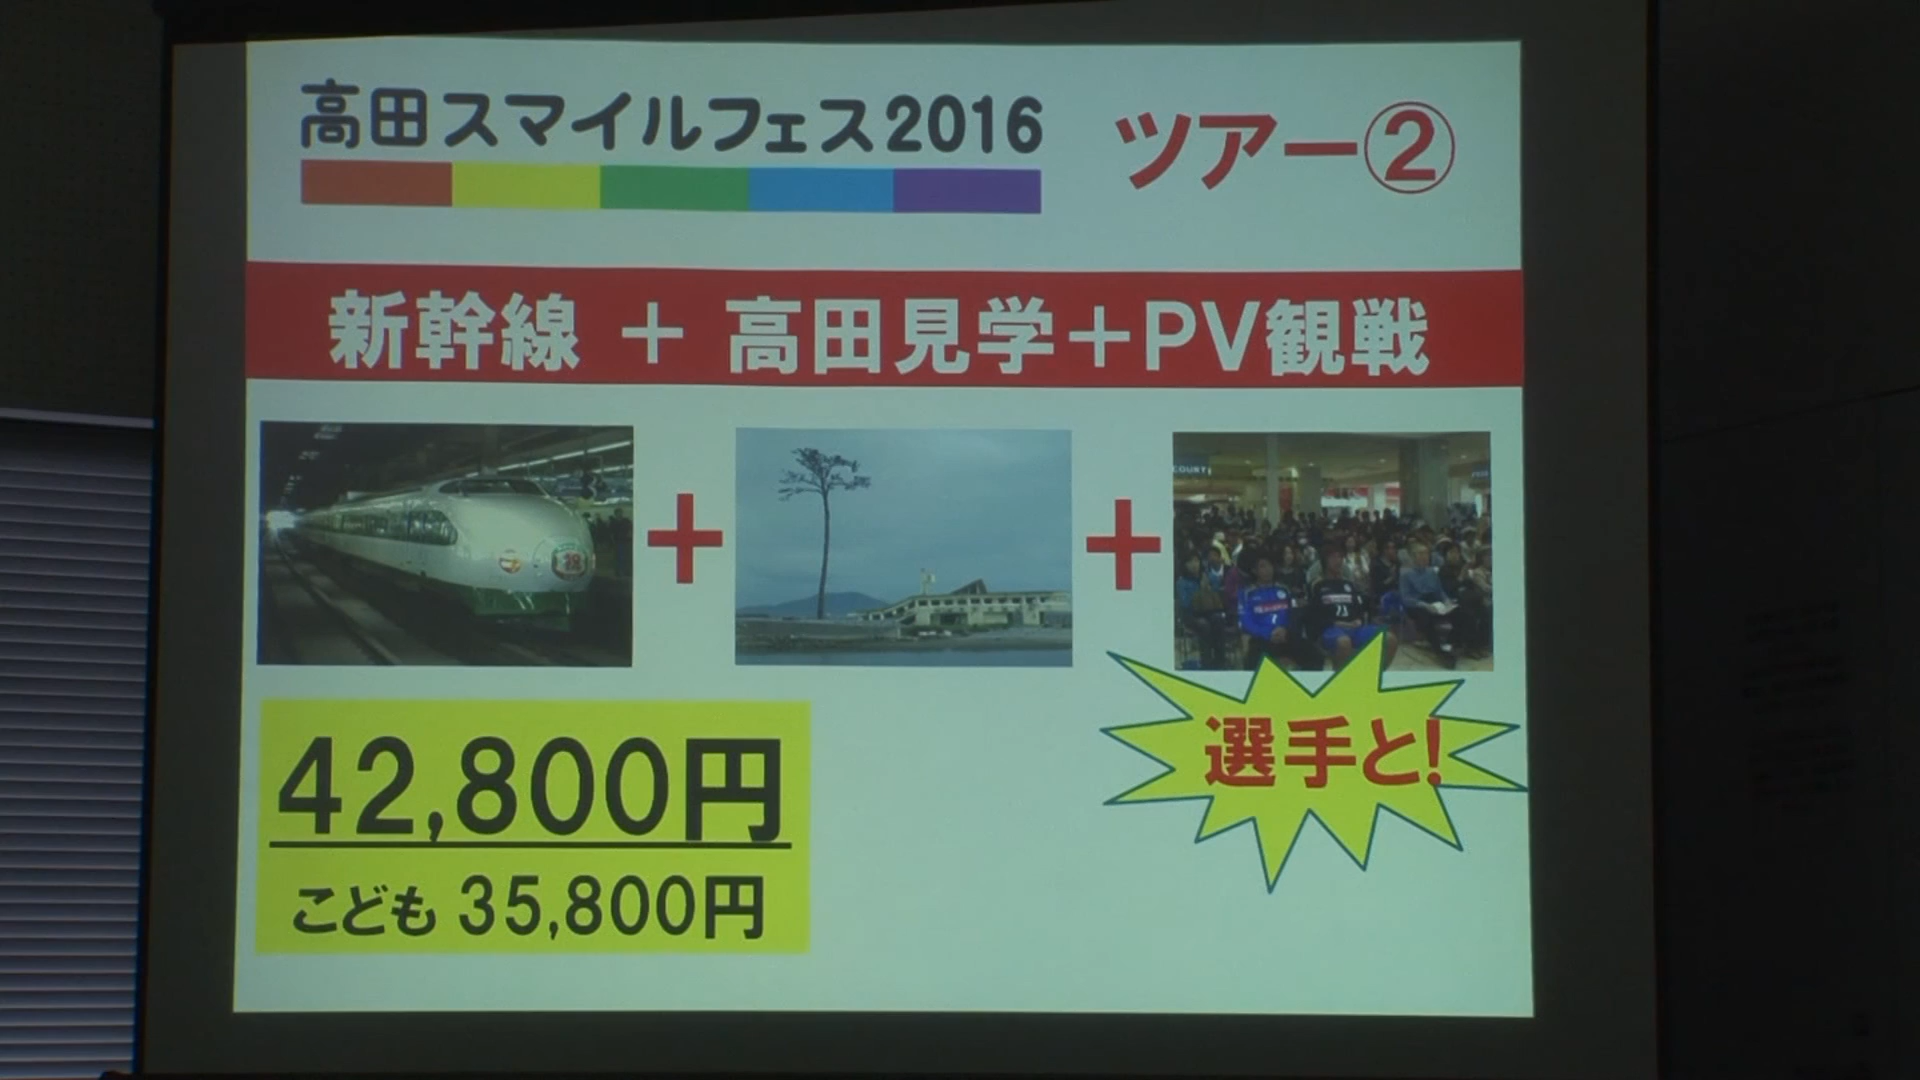 高田スマイルフェス2016
ツアー②
新幹線 + 高田見学+PV観戦
祝
COURT
+
+
選手と!
42,800円
こども 35,800円